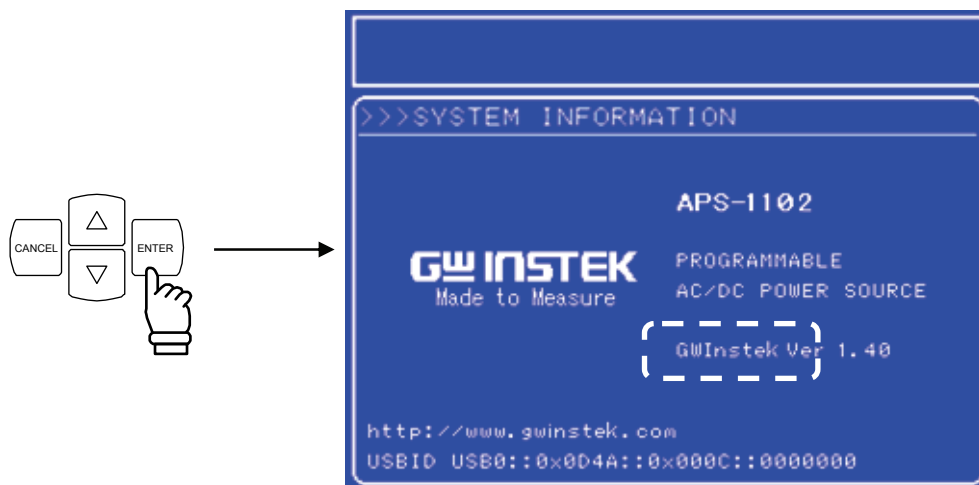 CANCEL
ENTER
>>>SYSTEM INFORMATION
APS-1102
GW INSTEK
Made to Measure
PROGRAMMABLE
AC/DC POWER SOURCE
GWInstek Ver 1.40
http://www.gwinstek.com
USBID USB0::0x0D4A::0x000C::0000000